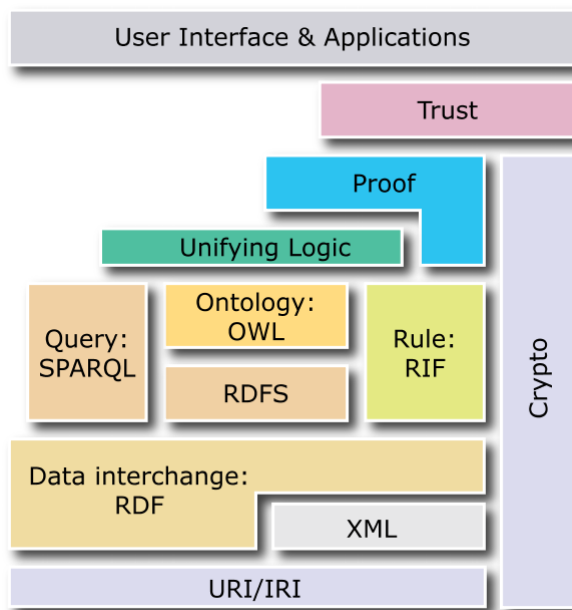 User Interface & Applications
Trust
Proof
Unifying Logic
Query:
SPARQL
Ontology:
OWL
RDFS
Rule:
RIF
Crypto
Data interchange:
RDF
XML
URI/IRI